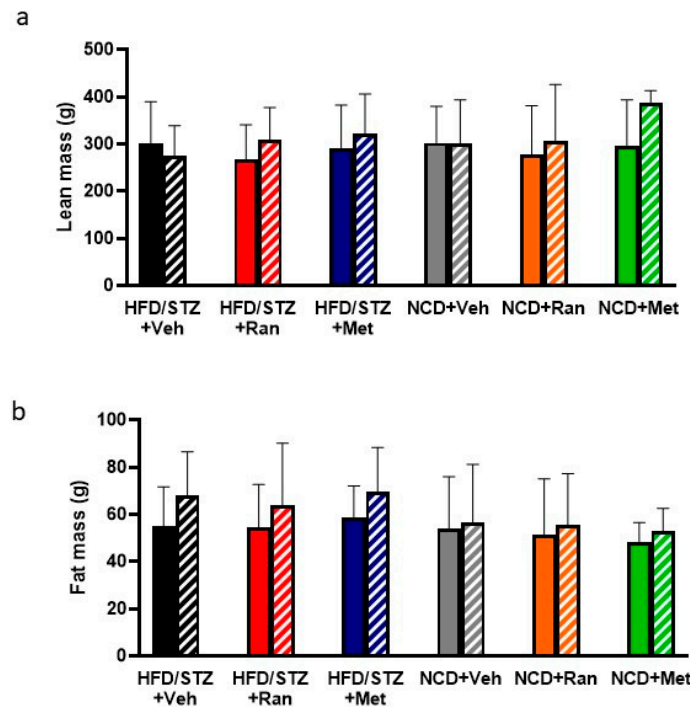 a
500
400
300
200
100
0
Lean mass (g)
HFD/STZ HFD/STZ HFD/STZ NCD+Veh NCD+Ran NCD+Met
+Veh +Ran +Met
b
100
80
60
40
20
0
Fat mass (g)
HFD/STZ HFD/STZ HFD/STZ NCD+Veh NCD+Ran NCD+Met
+Veh +Ran +Met